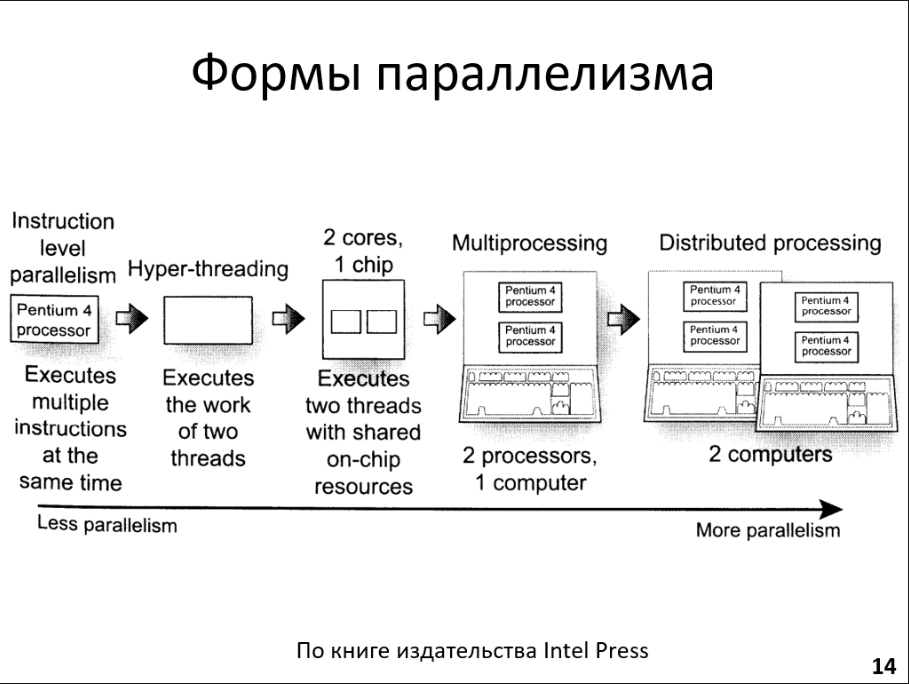 Формы параллелизма
Instruction
level
parallelism
Pentium 4
processor
Executes
multiple
instructions
at the
same time
Hyper-threading
Executes
the work
of two
threads
2 cores,
1 chip
Executes
two threads
with shared
on-chip
resources
Multiprocessing
Pentium 4
processor
Pentium 4
processor
2 processors,
1 computer
Distributed processing
Pentium 4
processor
Pentium 4
processor
Pentium 4
processor
Pentium 4
processor
2 computers
Less parallelism
More parallelism
По книге издательства Intel Press
14